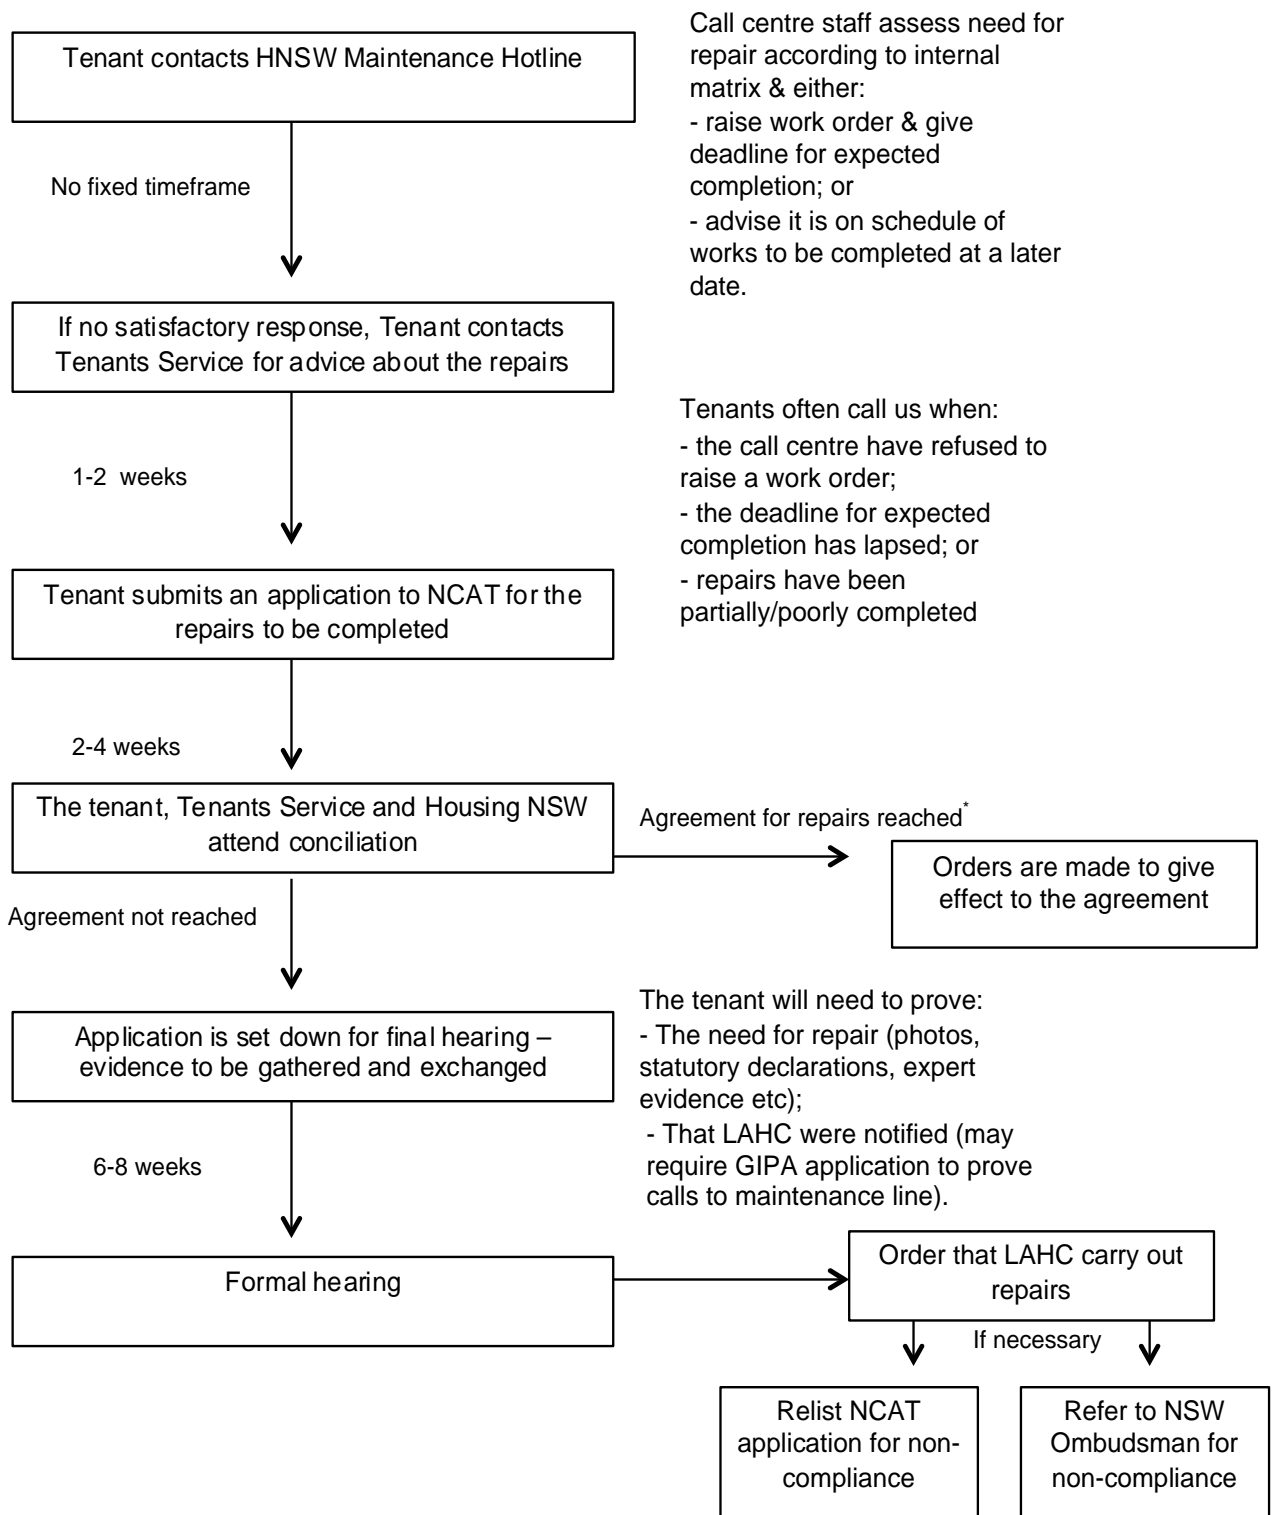 Tenant contacts HNSW Maintenance Hotline
Call centre staff assess need for
repair according to internal
matrix & either:
- raise work order & give
deadline for expected
completion; or
- advise it is on schedule of
works to be completed at a later
date.
No fixed timeframe
If no satisfactory response, Tenant contacts
Tenants Service for advice about the repairs
Tenants often call us when:
- the call centre have refused to
raise a work order;
- the deadline for expected
completion has lapsed; or
- repairs have been
partially/poorly completed
1-2 weeks
Tenant submits an application to NCAT for the
repairs to be completed
2-4 weeks
The tenant, Tenants Service and Housing NSW
attend conciliation
Agreement for repairs reached*
Orders are made to give
effect to the agreement
Agreement not reached
Application is set down for final hearing –
evidence to be gathered and exchanged
The tenant will need to prove:
- The need for repair (photos,
statutory declarations, expert
evidence etc);
- That LAHC were notified (may
require GIPA application to prove
calls to maintenance line).
6-8 weeks
Formal hearing
Order that LAHC carry out
repairs
If necessary
Relist NCAT
application for non-
compliance
Refer to NSW
Ombudsman for
non-compliance